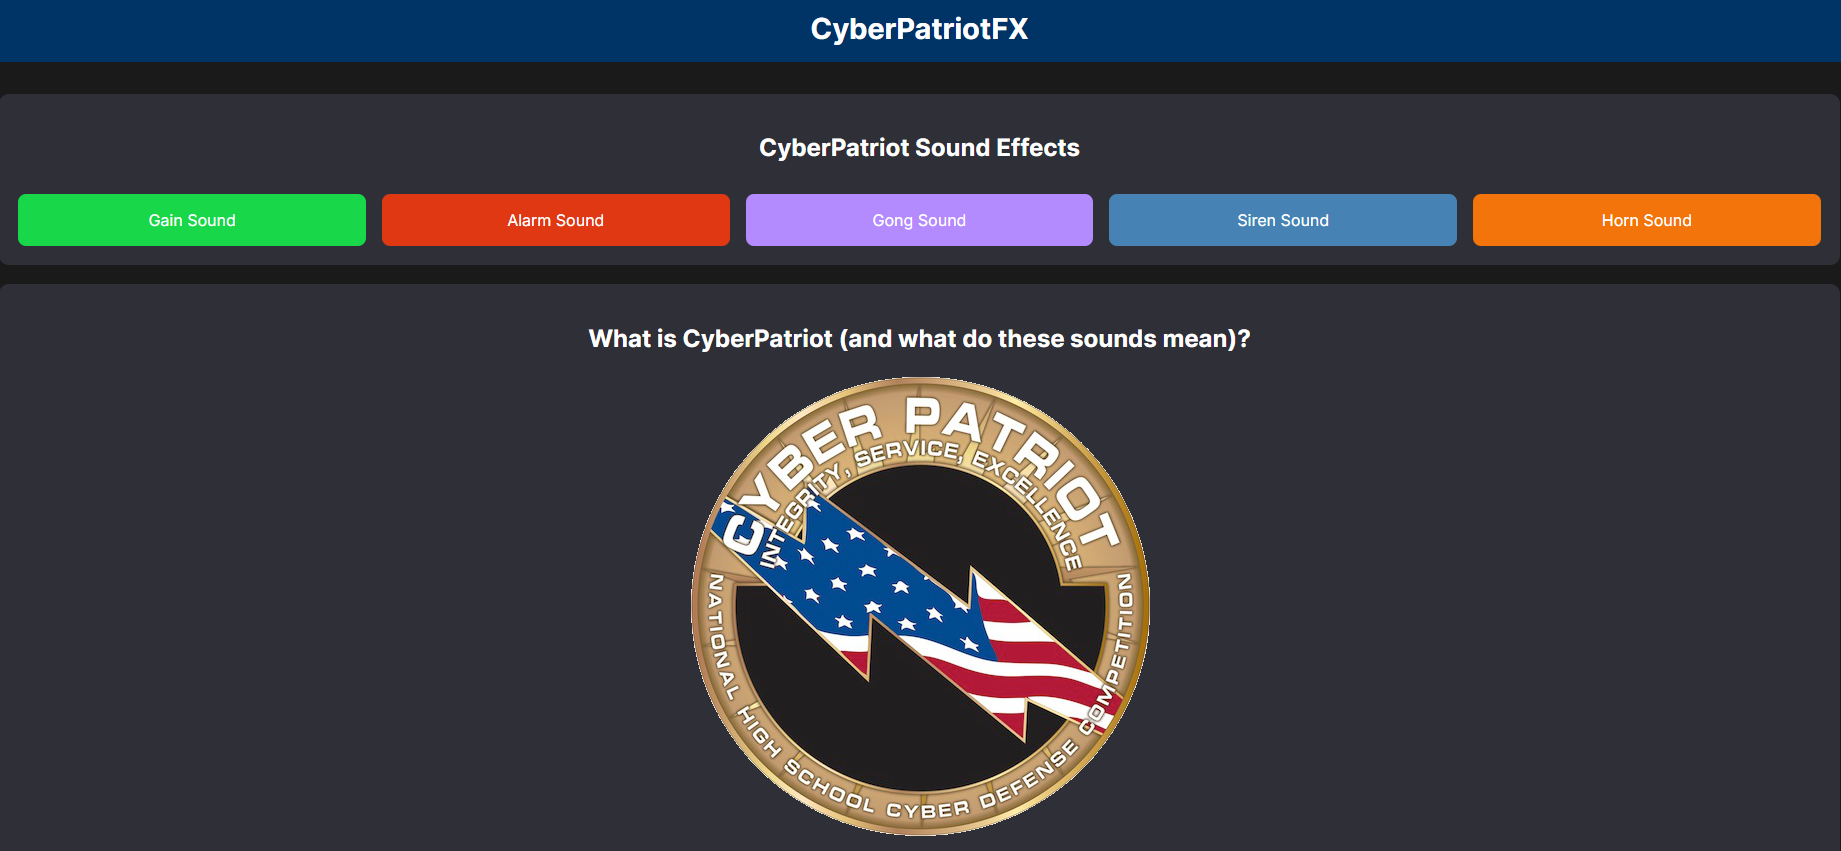 CyberPatriotFX
CyberPatriot Sound Effects
Gain Sound
Alarm Sound
Gong Sound
Siren Sound
Horn Sound
What is CyberPatriot (and what do these sounds mean)?
CYBER PATRIOT
INTEGRITY, SERVICE, EXCELLENCE
NATIONAL HIGH SCHOOL CYBER DEFENSE COMPETITION